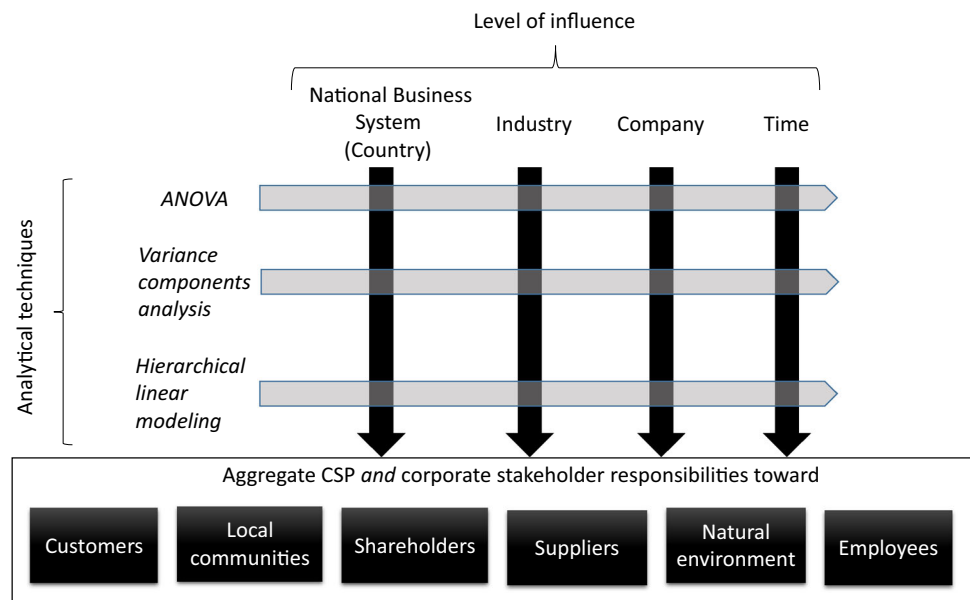 Level of influence
National Business
System
(Country)
Industry
Company
Time
Analytical techniques
ANOVA
Variance
components
analysis
Hierarchical
linear
modeling
Aggregate CSP and corporate stakeholder responsibilities toward
Customers
Local
communities
Shareholders
Suppliers
Natural
environment
Employees